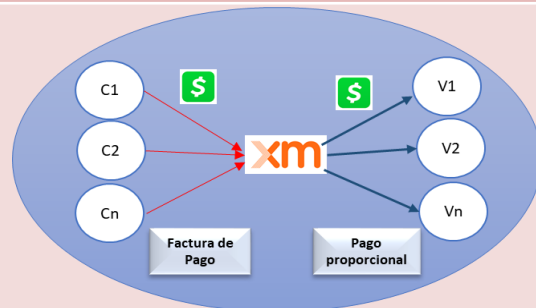 C1
$
$
V1
C2
xm
V2
Cn
Vn
Factura de
Pago
Pago
proporcional